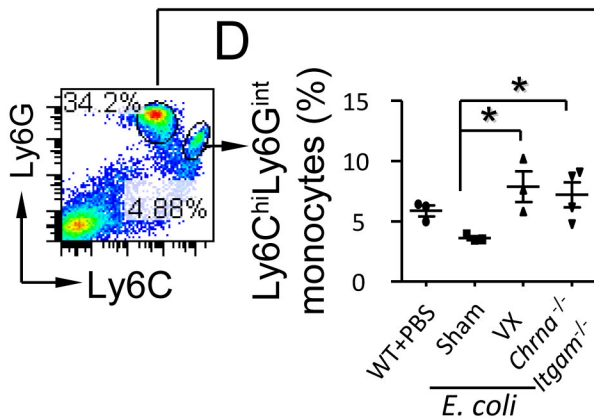 D
34.2%
4.88%
Ly6G
Ly6C
Ly6C^hiLy6G^int
monocytes (%)
15
10
5
0
*
*
WT+PBS
Sham
VX
Chrna^-/-
Itgam^-/-
E. coli